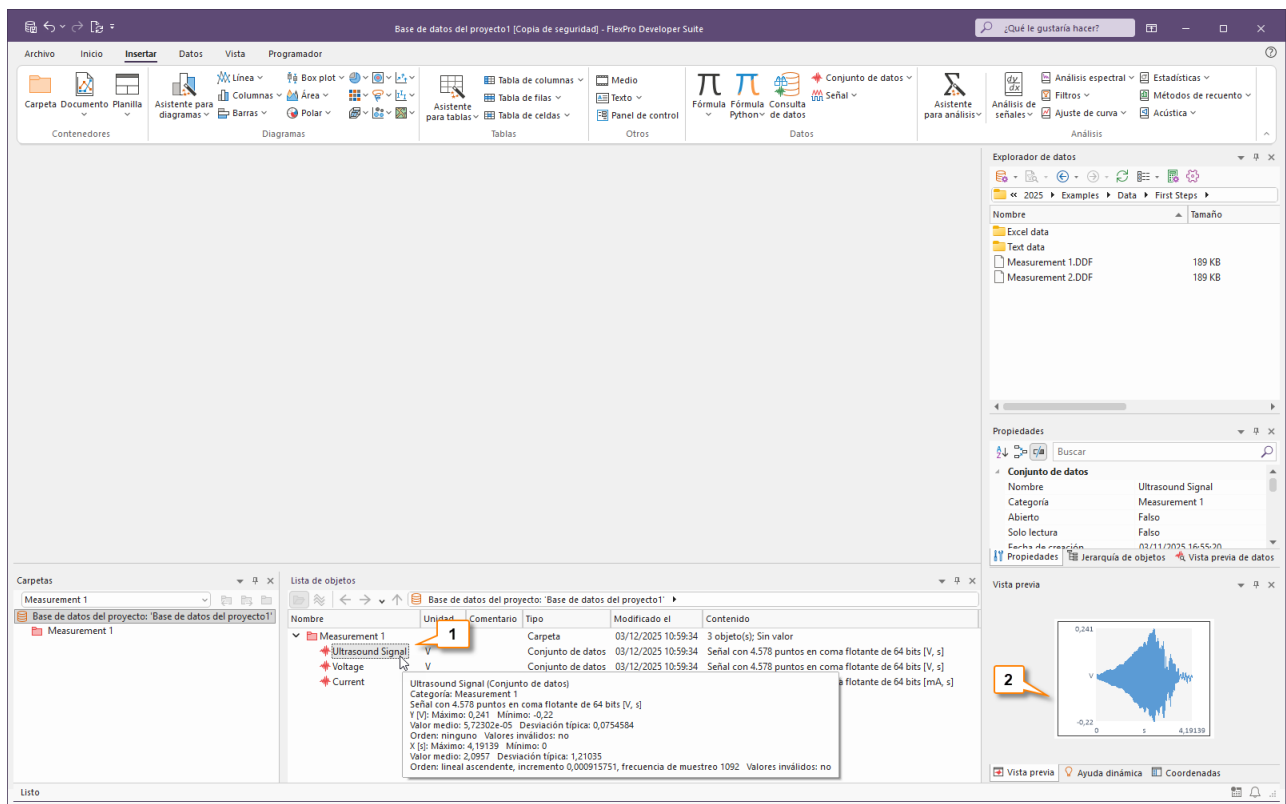 Base de datos del proyecto1 [Copia de seguridad] - FlexPro Developer Suite
¿Qué le gustaría hacer?
Archivo Inicio Insertar Datos Vista Programador
Carpeta Documento Planilla
Contenedores
Asistente para diagramas
Línea
Columnas
Barras
Box plot
Área
Polar
Diagramas
Asistente para tablas
Tabla de columnas
Tabla de filas
Tabla de celdas
Tablas
Medio
Texto
Panel de control
Otros
Fórmula Fórmula Python Consulta de datos
Conjunto de datos
Señal
Datos
Asistente para análisis
Análisis de señales
Análisis espectral
Filtros
Ajuste de curva
Estadísticas
Métodos de recuento
Acústica
Análisis
Explorador de datos
« 2025 Examples Data First Steps
Nombre Tamaño
Excel data
Text data
Measurement 1.DDF 189 KB
Measurement 2.DDF 189 KB
Propiedades
Buscar
Conjunto de datos
Nombre Ultrasound Signal
Categoría Measurement 1
Abierto Falso
Solo lectura Falso
Fecha de creación 03/11/2025 16:55:20
Propiedades Jerarquía de objetos Vista previa de datos
Carpetas
Measurement 1
Base de datos del proyecto: 'Base de datos del proyecto1'
Measurement 1
Lista de objetos
Base de datos del proyecto: 'Base de datos del proyecto1'
Nombre Unidad Comentario Tipo Modificado el Contenido
Measurement 1 Carpeta 03/12/2025 10:59:34 3 objeto(s); Sin valor
Ultrasound Signal V Conjunto de datos 03/12/2025 10:59:34 Señal con 4.578 puntos en coma flotante de 64 bits [V, s]
Voltage V Conjunto de datos 03/12/2025 10:59:34 Señal con 4.578 puntos en coma flotante de 64 bits [V, s]
Current flotante de 64 bits [mA, s]
1
Ultrasound Signal (Conjunto de datos)
Categoría: Measurement 1
Señal con 4.578 puntos en coma flotante de 64 bits [V, s]
Y [V]: Máximo: 0,241 Mínimo: -0,22
Valor medio: 5,72302e-05 Desviación típica: 0,0754584
Orden: ninguno Valores inválidos: no
X [s]: Máximo: 4,19139 Mínimo: 0
Valor medio: 2,0957 Desviación típica: 1,21035
Orden: lineal ascendente, incremento 0,000915751, frecuencia de muestreo 1092 Valores inválidos: no
Vista previa
2
0,241
V
-0,22
0 s 4,19139
Vista previa Ayuda dinámica Coordenadas
Listo